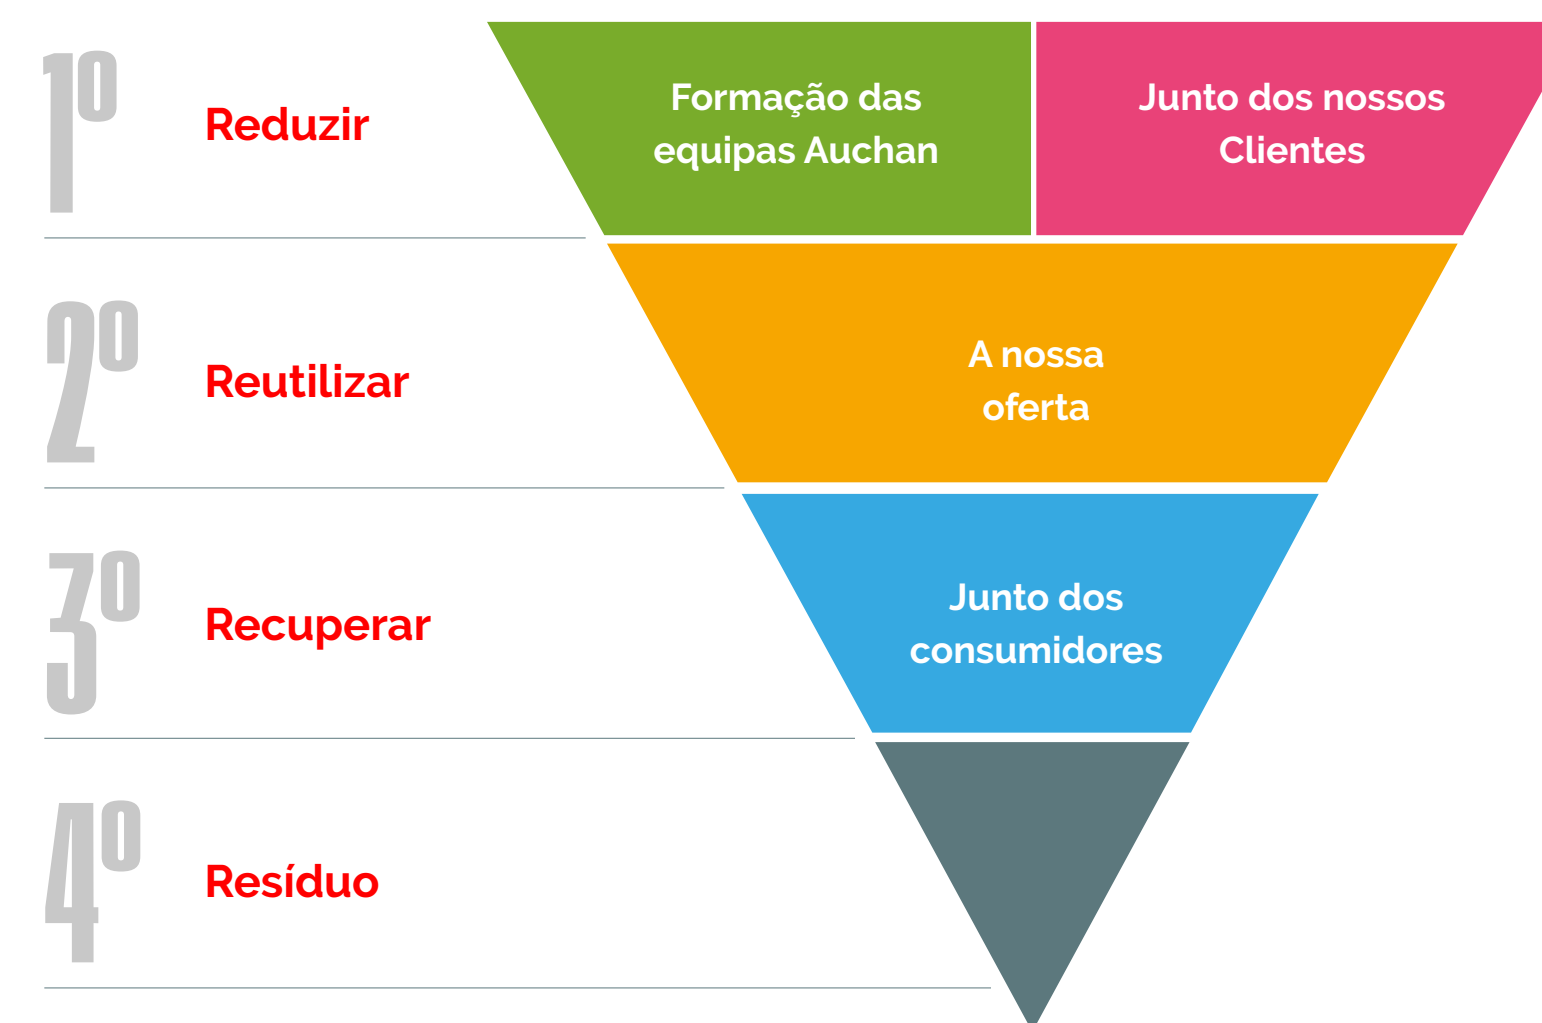 1º
Reduzir
Formação das
equipas Auchan
Junto dos nossos
Clientes
2º
Reutilizar
A nossa
oferta
3º
Recuperar
Junto dos
consumidores
4º
Resíduo